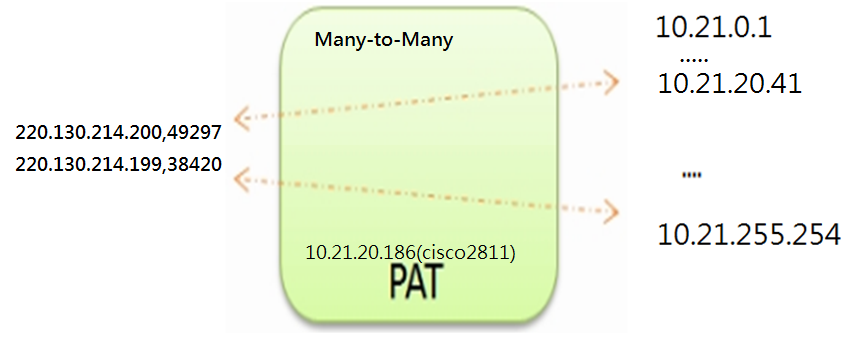 Many-to-Many
10.21.0.1
.....
10.21.20.41
220.130.214.200,49297
220.130.214.199,38420
....
10.21.255.254
10.21.20.186(cisco2811)
PAT